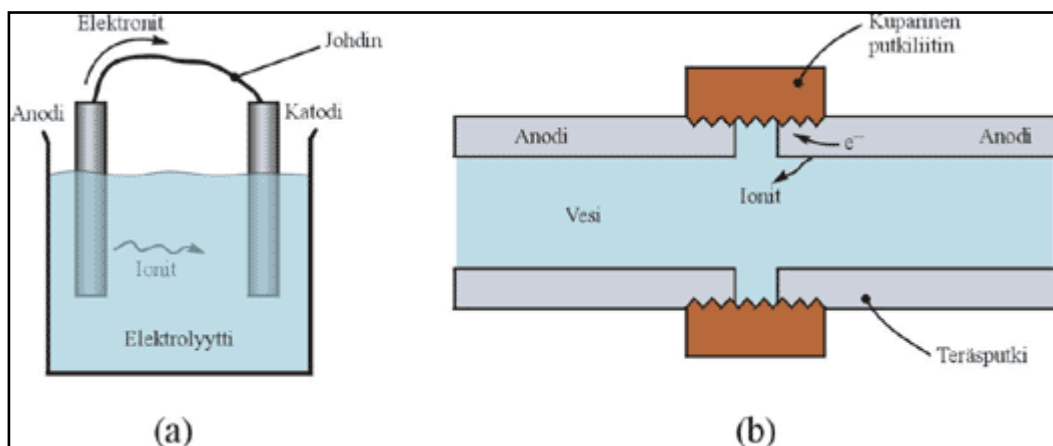 Elektronit
Johdin
Anodi
Katodi
Ionit
Elektrolyytti
(a)
Kuparinen
putkiliitin
Anodi
Anodi
e⁻
Ionit
Vesi
Teräsputki
(b)